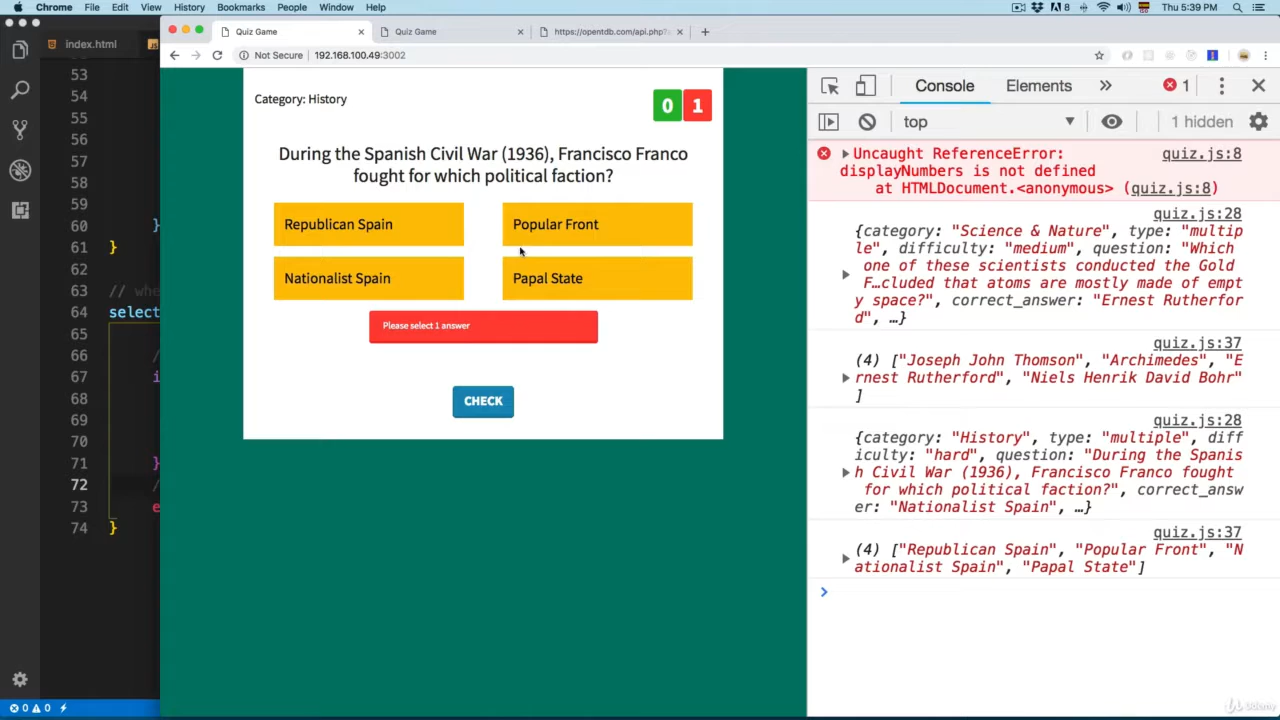 Chrome File Edit View History Bookmarks People Window Help
8 Thu 5:39 PM
index.html
Quiz Game
Quiz Game
https://opentdb.com/api.php?
Not Secure 192.168.100.49:3002
53
54
55
56
57
58
59
60 }
61 }
62
63 // whe
64 select
65
66 /
67 i
68
69
70
71 }
72 /
73 e
74 }
0 0
Category: History
0 1
During the Spanish Civil War (1936), Francisco Franco
fought for which political faction?
Republican Spain
Popular Front
Nationalist Spain
Papal State
Please select 1 answer
CHECK
Console Elements 1
top 1 hidden
Uncaught ReferenceError: quiz.js:8
displayNumbers is not defined
at HTMLDocument.<anonymous> (quiz.js:8)
quiz.js:28
{category: "Science & Nature", type: "multip
le", difficulty: "medium", question: "Which
one of these scientists conducted the Gold
F…cluded that atoms are mostly made of empt
y space?", correct_answer: "Ernest Rutherfor
d", …}
quiz.js:37
(4) ["Joseph John Thomson", "Archimedes", "E
rnest Rutherford", "Niels Henrik David Bohr"
]
quiz.js:28
{category: "History", type: "multiple", diff
iculty: "hard", question: "During the Spanis
h Civil War (1936), Francisco Franco fought
for which political faction?", correct_answ
er: "Nationalist Spain", …}
quiz.js:37
(4) ["Republican Spain", "Popular Front", "N
ationalist Spain", "Papal State"]
Udemy